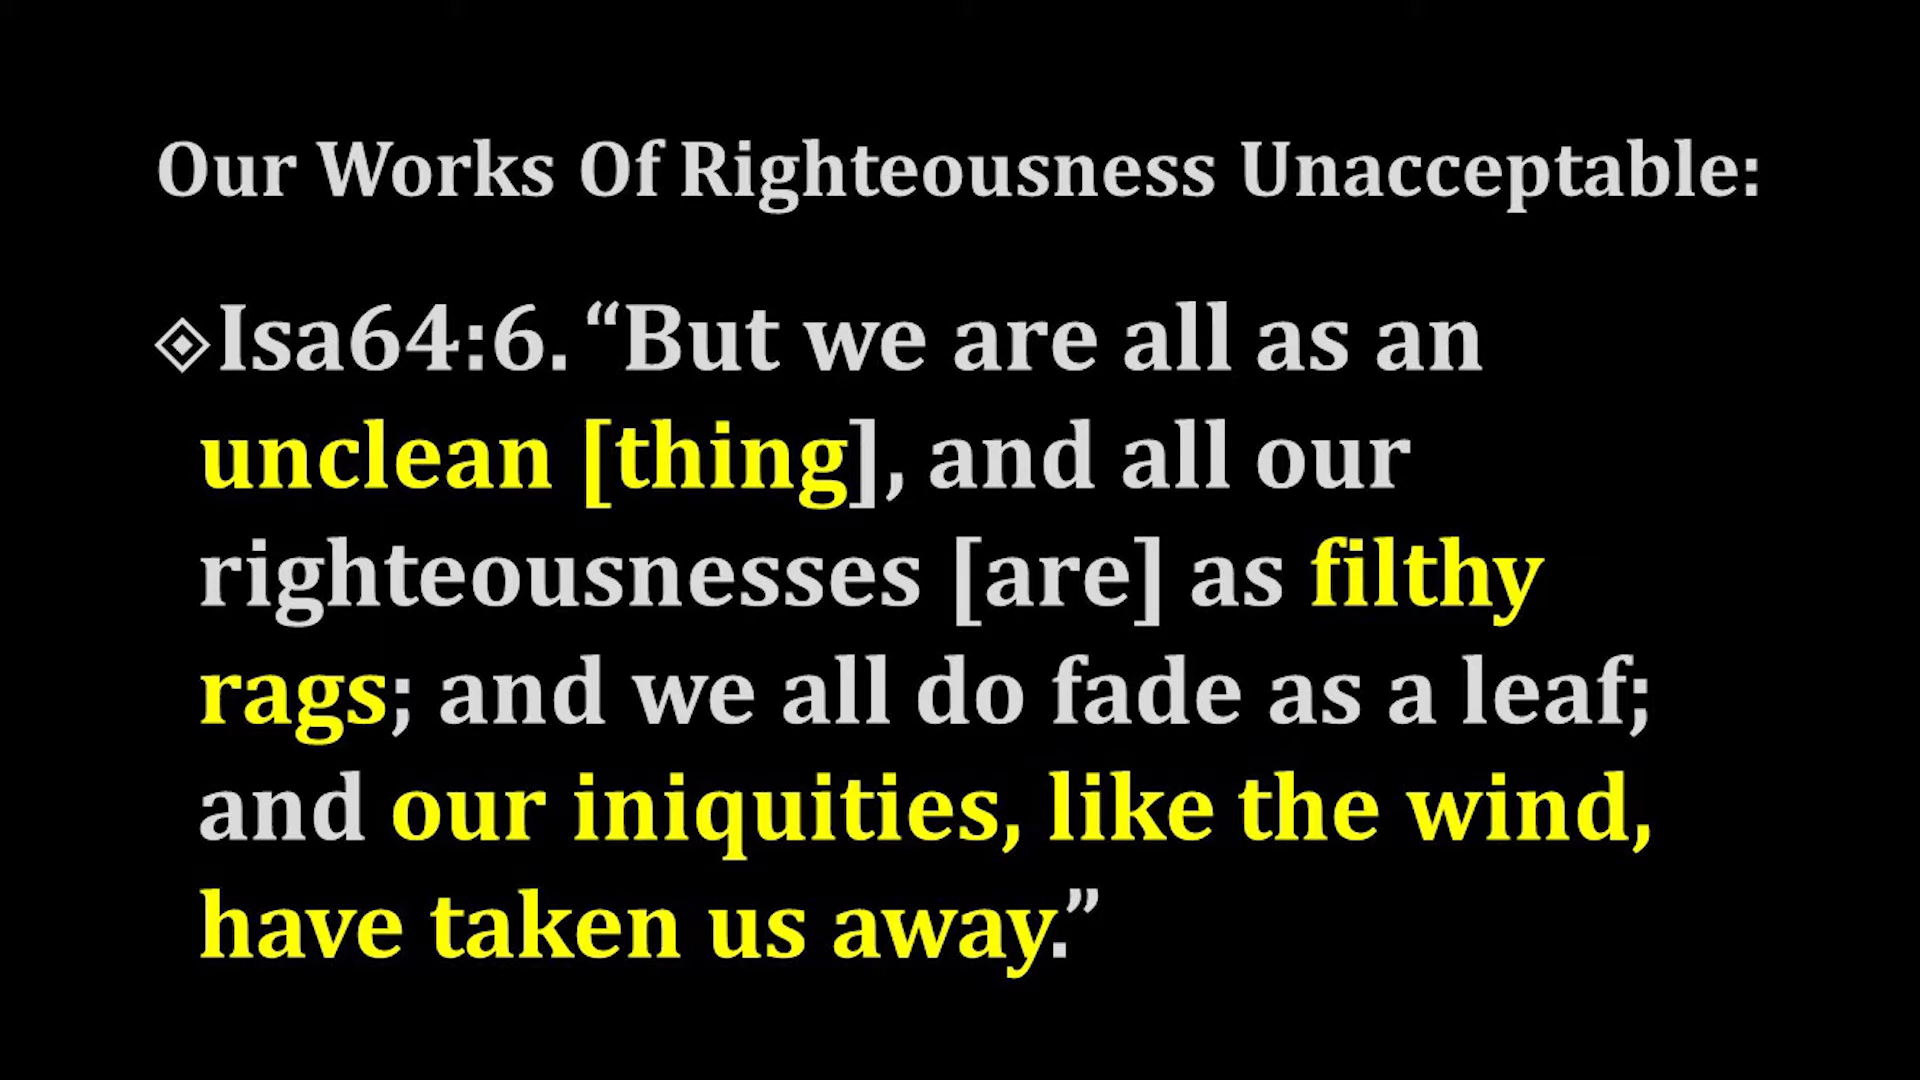 Our Works Of Righteousness Unacceptable:
Isa64:6. “But we are all as an
unclean [thing], and all our
righteousnesses [are] as filthy
rags; and we all do fade as a leaf;
and our iniquities, like the wind,
have taken us away.”